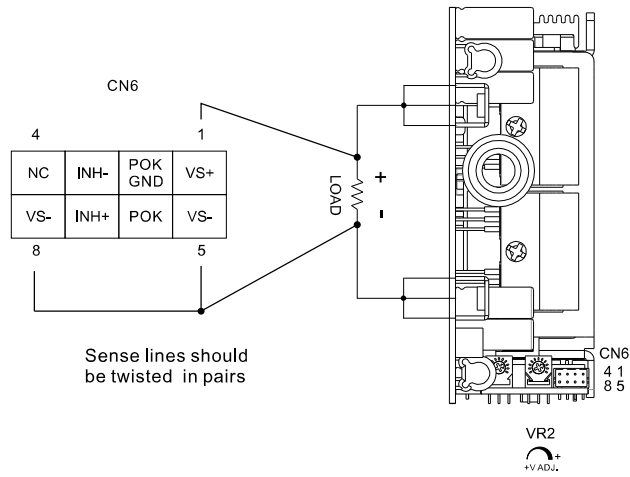 CN6
4 1
NC INH- POK GND VS+
VS- INH+ POK VS-
8 5
+
LOAD
-
Sense lines should
be twisted in pairs
CN6
4 1
8 5
VR2
+
+V ADJ.